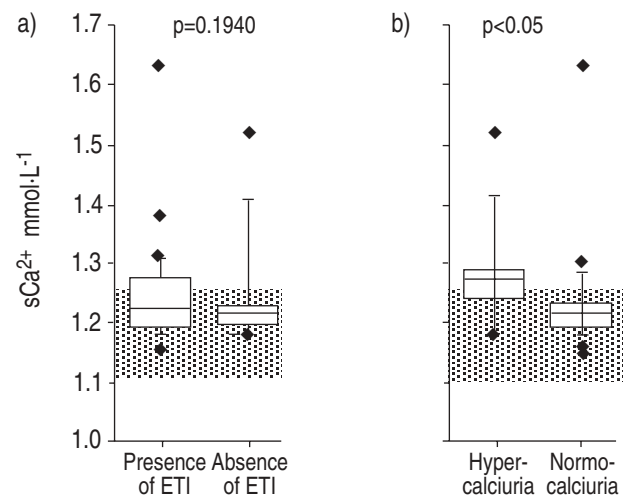 a)
p=0.1940
b)
p<0.05
sCa²⁺ mmol·L⁻¹
1.7
1.6
1.5
1.4
1.3
1.2
1.1
1.0
Presence of ETI
Absence of ETI
Hyper-
calciuria
Normo-
calciuria